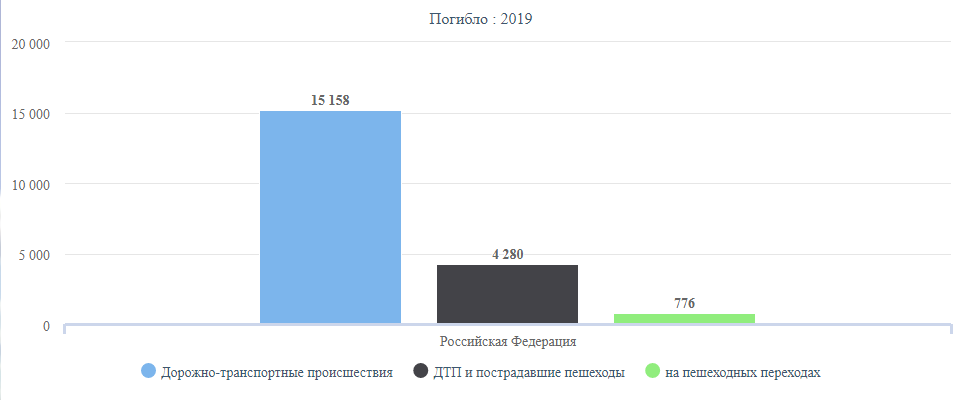 Погибло : 2019
20 000
15 158
15 000
10 000
4 280
5 000
776
0
Российская Федерация
Дорожно-транспортные происшествия ДТП и пострадавшие пешеходы на пешеходных переходах